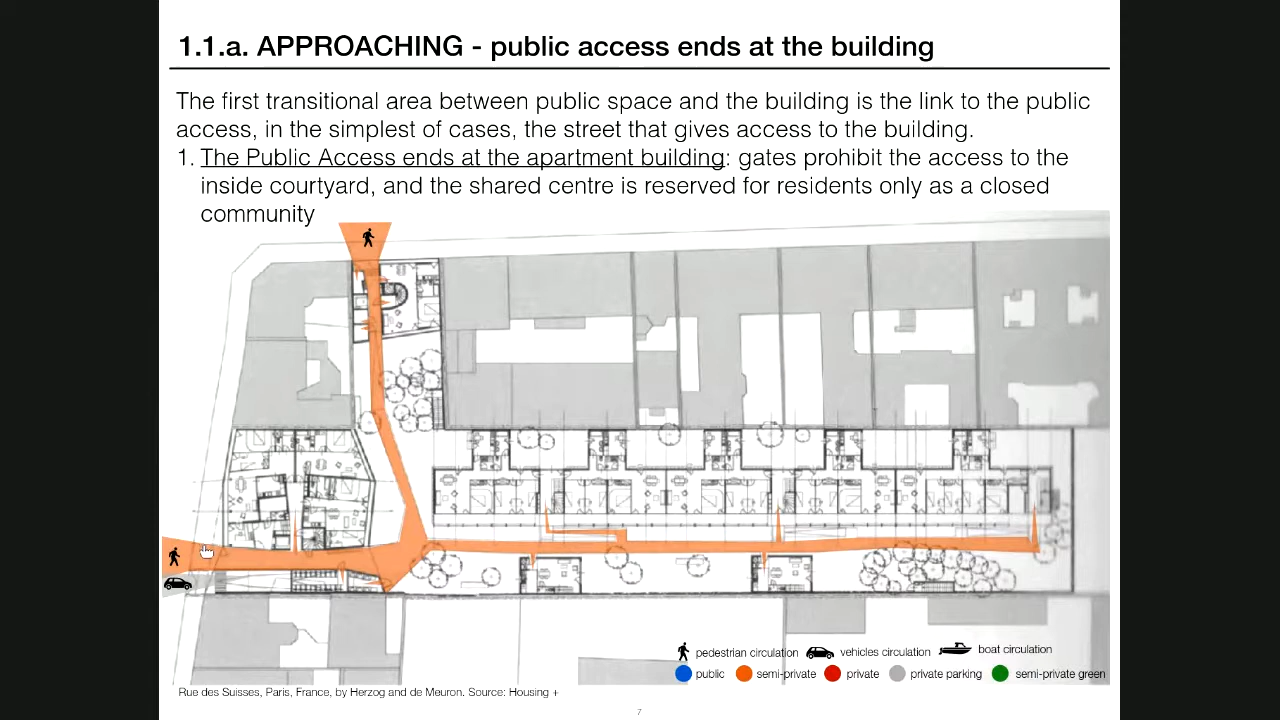 1.1.a. APPROACHING - public access ends at the building
The first transitional area between public space and the building is the link to the public
access, in the simplest of cases, the street that gives access to the building.
1. The Public Access ends at the apartment building: gates prohibit the access to the
inside courtyard, and the shared centre is reserved for residents only as a closed
community
pedestrian circulation vehicles circulation boat circulation
public semi-private private private parking semi-private green
Rue des Suisses, Paris, France, by Herzog and de Meuron. Source: Housing +
7